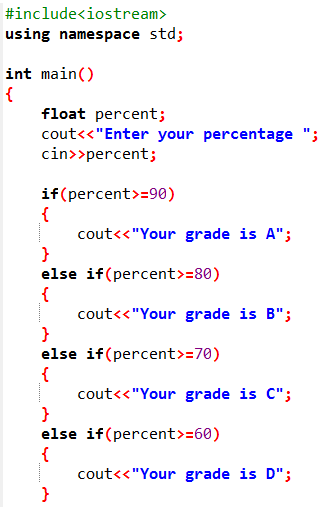 #include<iostream>
using namespace std;
int main()
{
float percent;
cout<<"Enter your percentage ";
cin>>percent;
if(percent>=90)
{
cout<<"Your grade is A";
}
else if(percent>=80)
{
cout<<"Your grade is B";
}
else if(percent>=70)
{
cout<<"Your grade is C";
}
else if(percent>=60)
{
cout<<"Your grade is D";
}